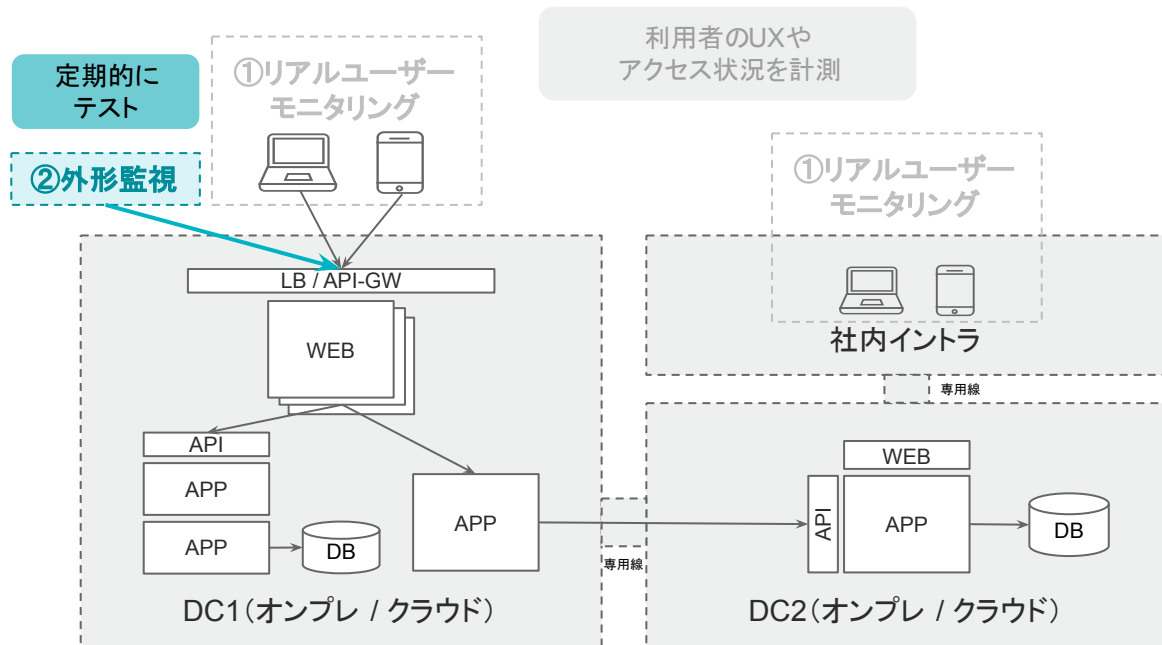 利用者のUXや
アクセス状況を計測
定期的に
テスト
①リアルユーザー
モニタリング
②外形監視
①リアルユーザー
モニタリング
LB / API-GW
WEB
社内イントラ
専用線
API
APP
APP
DB
APP
専用線
WEB
API
APP
DB
DC1(オンプレ / クラウド)
DC2(オンプレ / クラウド)